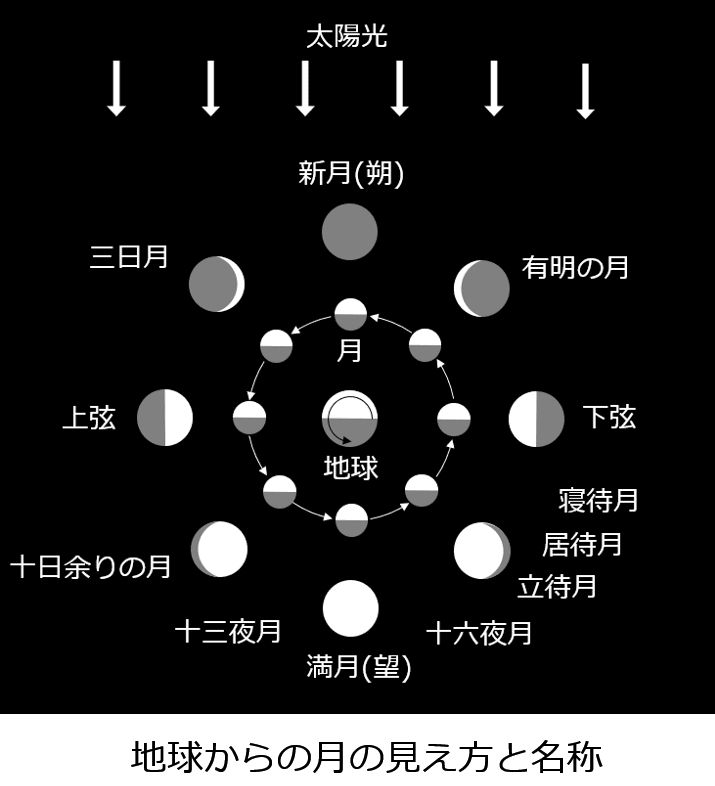 太陽光
新月(朔)
三日月
有明の月
月
上弦
下弦
地球
寝待月
居待月
十日余りの月
立待月
十三夜月
十六夜月
満月(望)
地球からの月の見え方と名称